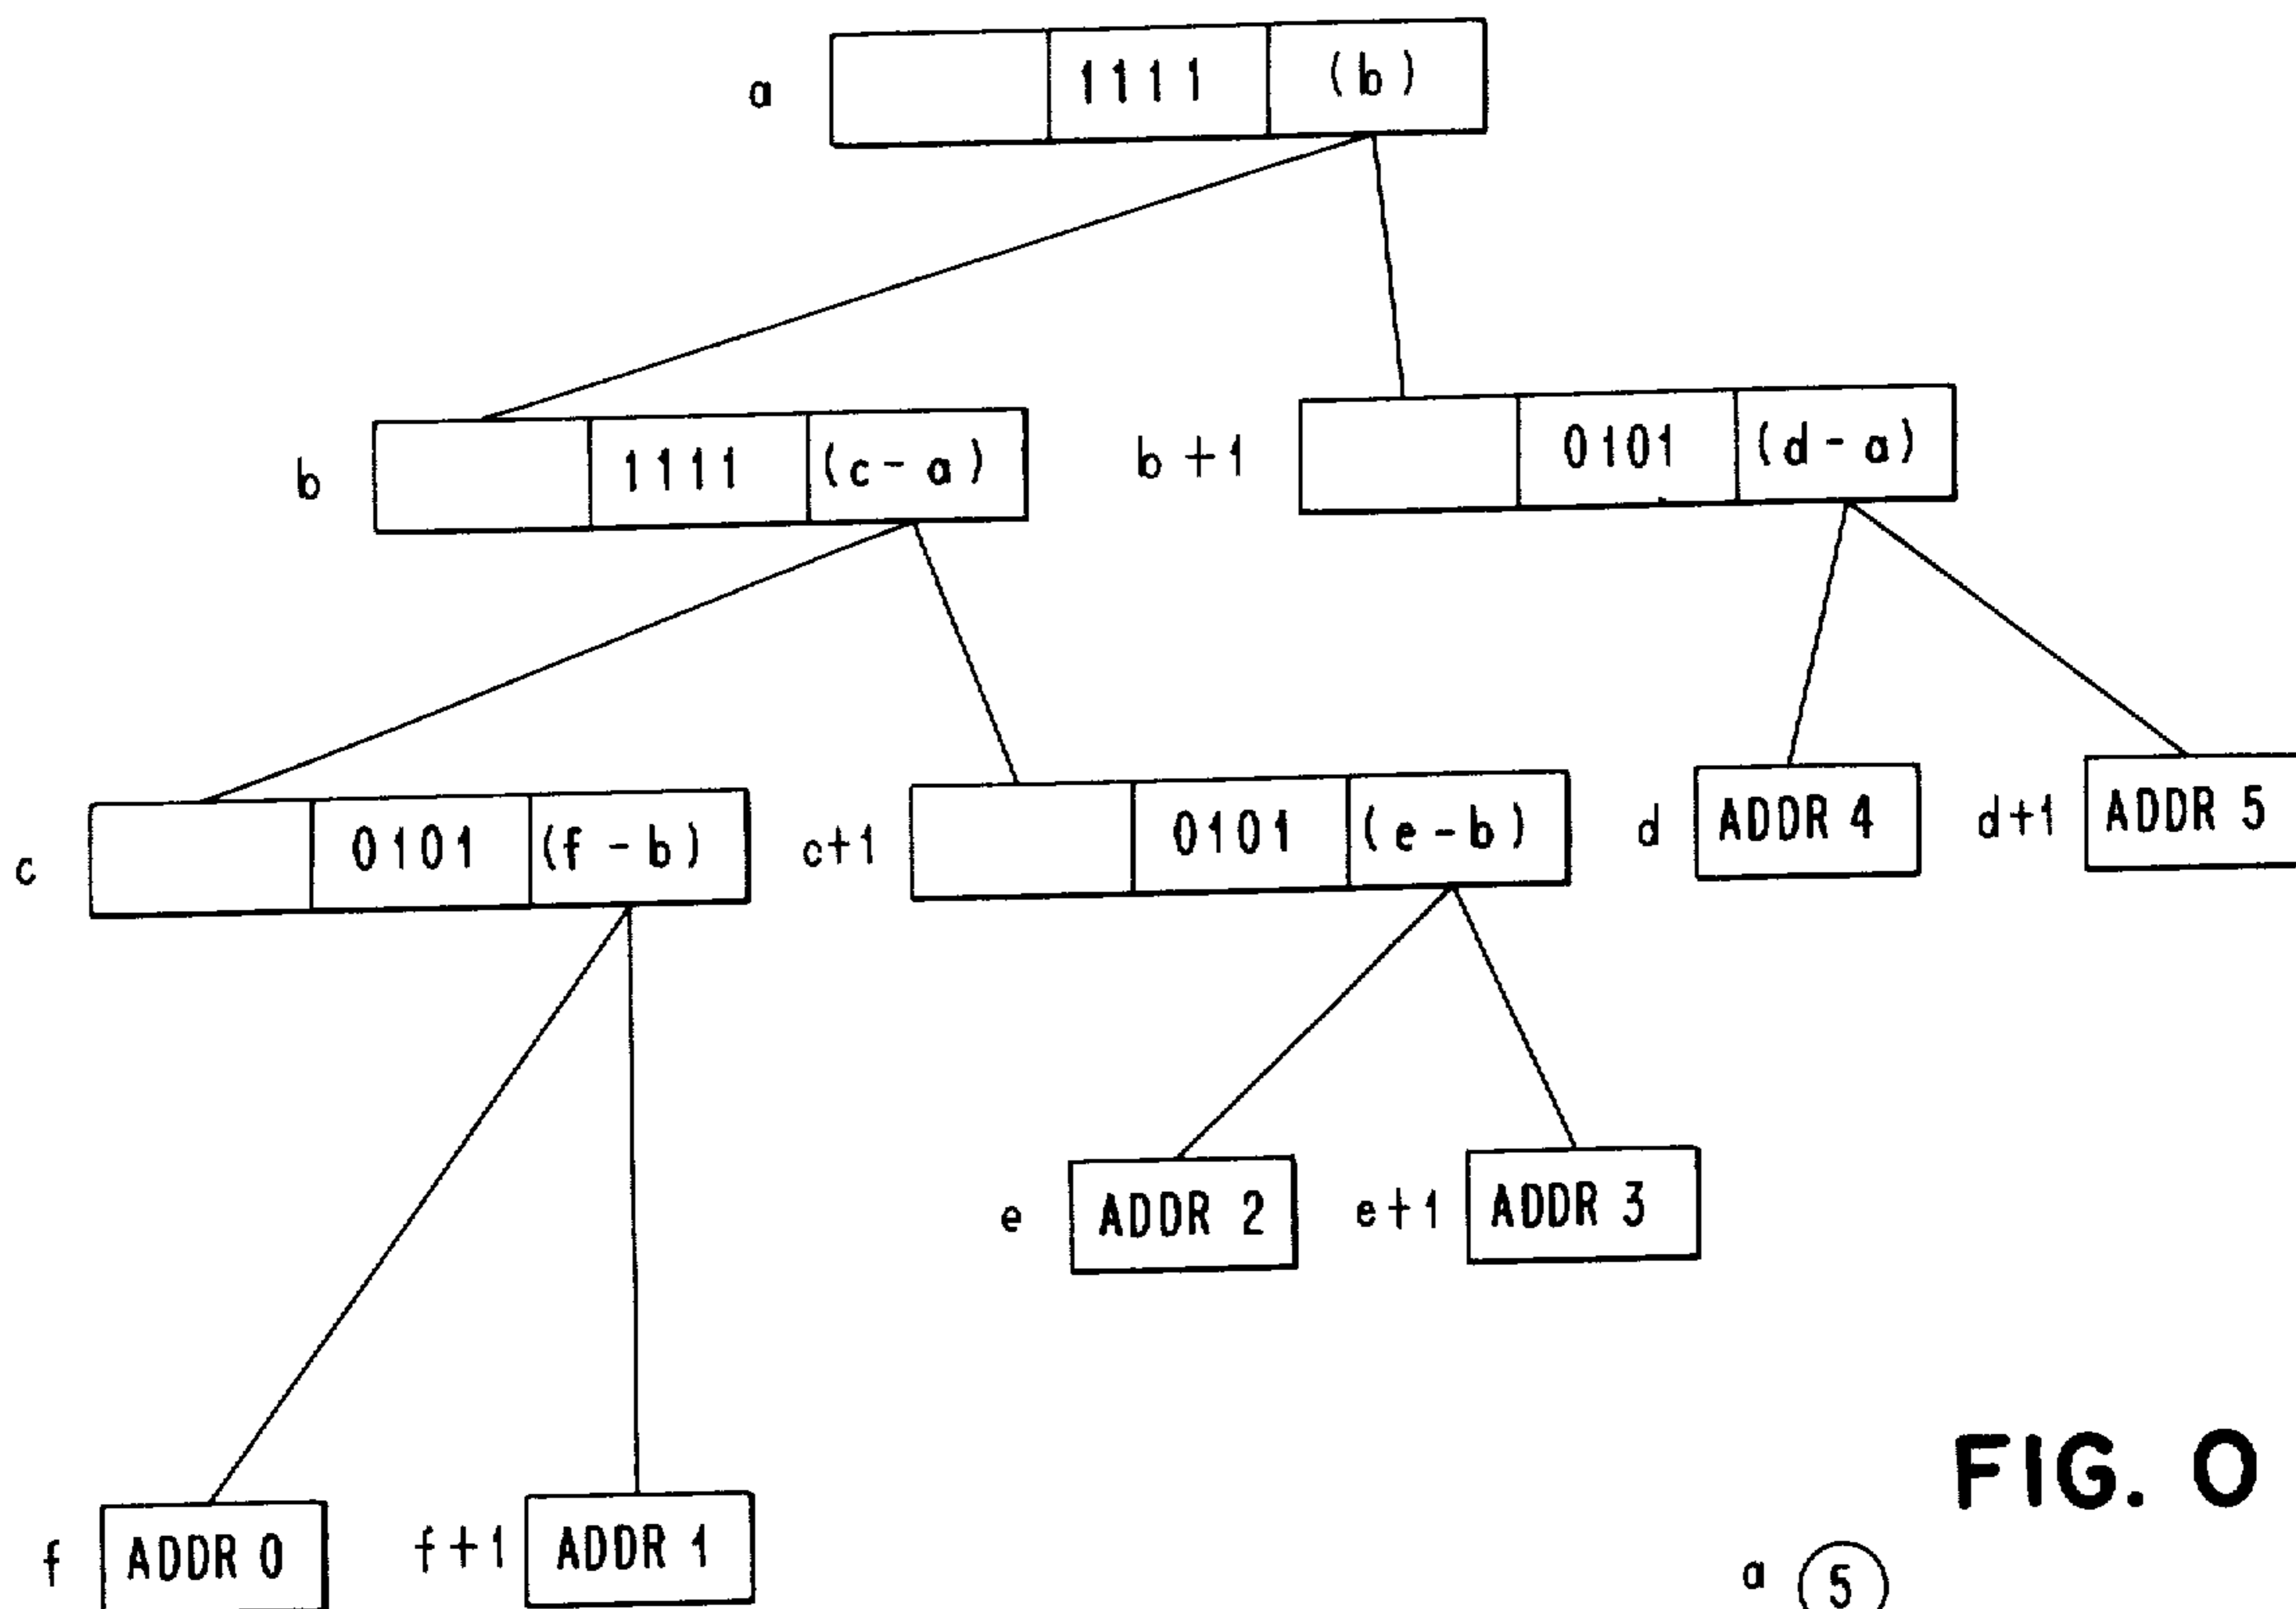 a 1111 (b)
b 1111 (c-a) b+1 0101 (d-a)
c 0101 (f-b) c+1 0101 (e-b) d ADDR 4 d+1 ADDR 5
e ADDR 2 e+1 ADDR 3
FIG. O
f ADDR 0 f+1 ADDR 1 a 5